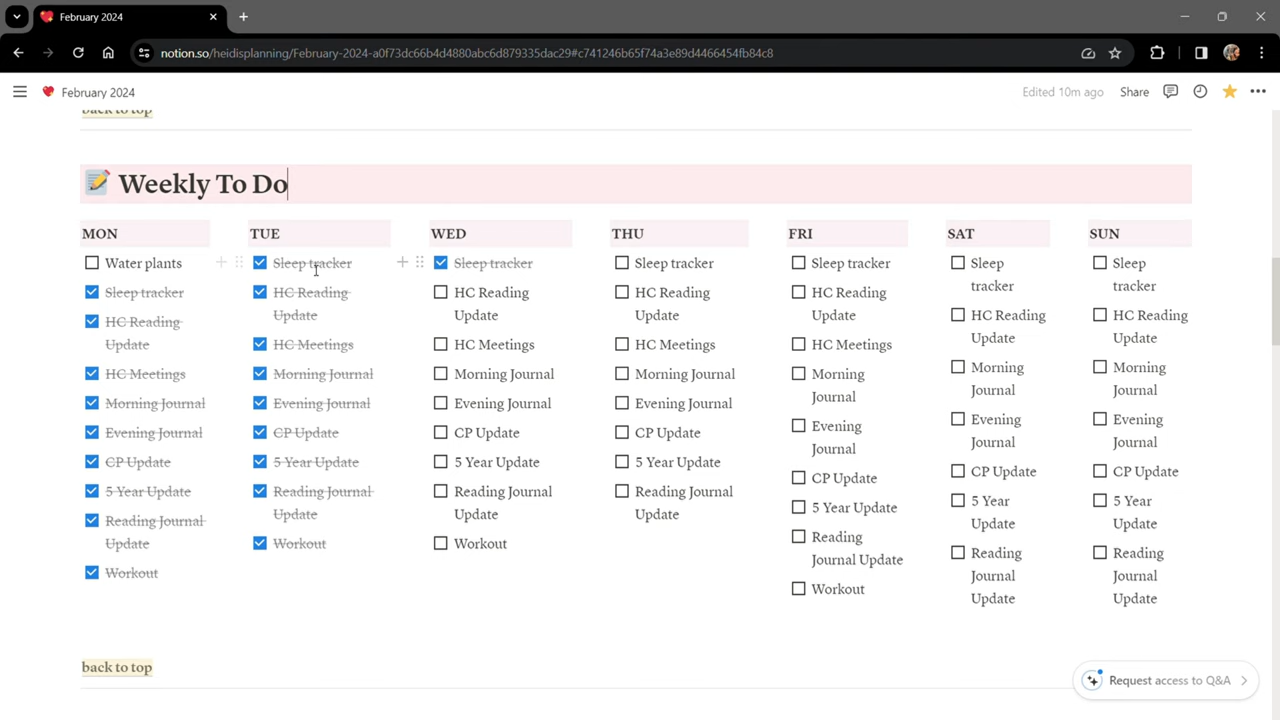 February 2024
notion.so/heidisplanning/February-2024-a0f73dc66b4d4880abc6d879335dac29#c741246b65f74a3e89d4466454fb84c8
February 2024
Edited 10m ago
Share
back to top
Weekly To Do
MON
Water plants
Sleep tracker
HC Reading
Update
HC Meetings
Morning Journal
Evening Journal
CP Update
5 Year Update
Reading Journal
Update
Workout
TUE
Sleep tracker
HC Reading
Update
HC Meetings
Morning Journal
Evening Journal
CP Update
5 Year Update
Reading Journal
Update
Workout
WED
Sleep tracker
HC Reading
Update
HC Meetings
Morning Journal
Evening Journal
CP Update
5 Year Update
Reading Journal
Update
Workout
THU
Sleep tracker
HC Reading
Update
HC Meetings
Morning Journal
Evening Journal
CP Update
5 Year Update
Reading Journal
Update
FRI
Sleep tracker
HC Reading
Update
HC Meetings
Morning
Journal
Evening
Journal
CP Update
5 Year Update
Reading
Journal Update
Workout
SAT
Sleep
tracker
HC Reading
Update
Morning
Journal
Evening
Journal
CP Update
5 Year
Update
Reading
Journal
Update
SUN
Sleep
tracker
HC Reading
Update
Morning
Journal
Evening
Journal
CP Update
5 Year
Update
Reading
Journal
Update
back to top
Request access to Q&A